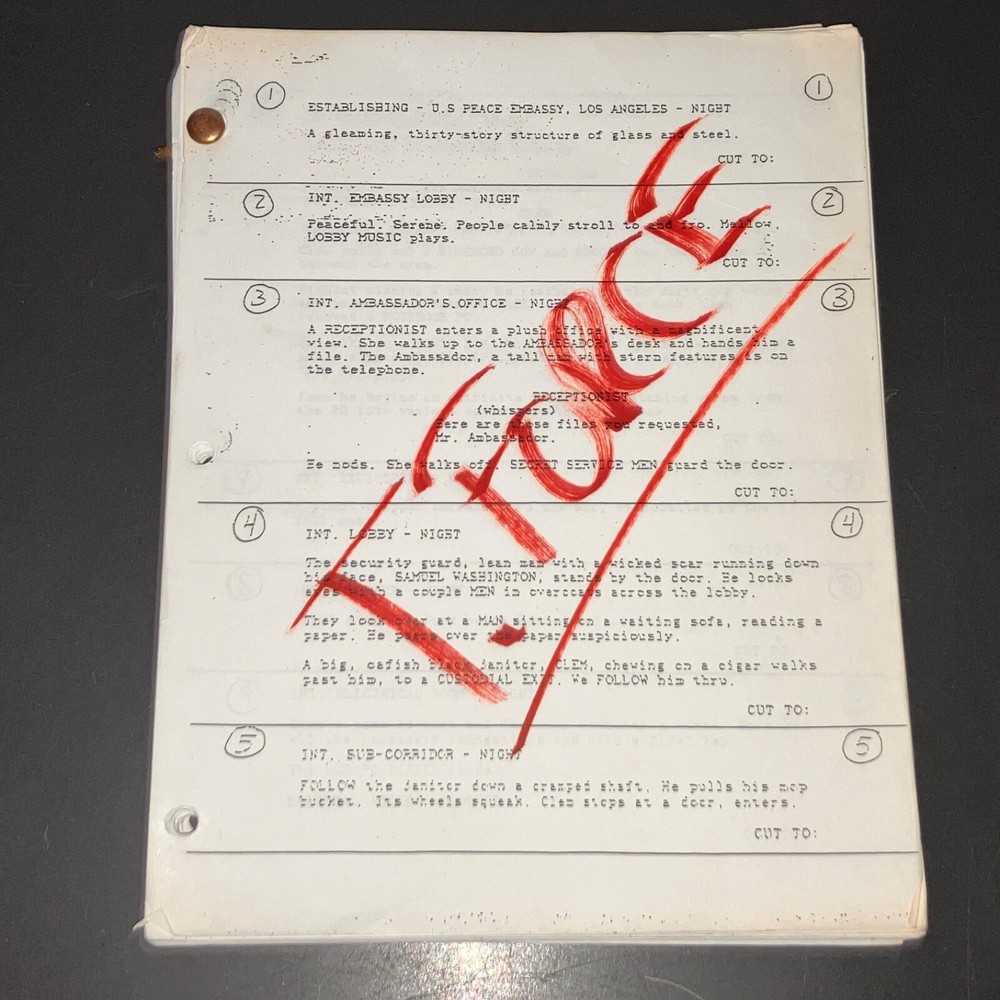 1 1
ESTABLISHING - U.S PEACE EMBASSY, LOS ANGELES - NIGHT
A gleaming, thirty-story structure of glass and steel.
CUT TO:
2 2
INT. EMBASSY LOBBY - NIGHT
Peaceful. Serene. People calmly stroll to and fro. Mellow
LOBBY MUSIC plays.
CUT TO:
3 3
INT. AMBASSADOR'S OFFICE - NIGHT
A RECEPTIONIST enters a plush office with a magnificent
view. She walks up to the AMBASSADOR's desk and hands him a
file. The Ambassador, a tall man with stern features is on
the telephone.
RECEPTIONIST
(whispers)
Here are those files you requested,
Mr. Ambassador.
He nods. She walks off. SECRET SERVICE MEN guard the door.
CUT TO:
4 4
INT. LOBBY - NIGHT
The security guard, lean man with a wicked scar running down
his face, SAMUEL WASHINGTON, stands by the door. He looks
eyes with a couple MEN in overcoats across the lobby.
They look over at a MAN sitting on a waiting sofa, reading a
paper. He peers over the paper suspiciously.
A big, oafish black janitor, CLEM, chewing on a cigar walks
past him, to a CUSTODIAL EXIT. We FOLLOW him thru.
CUT TO:
5 5
INT. SUB-CORRIDOR - NIGHT
FOLLOW the janitor down a cramped shaft. He pulls his mop
bucket. Its wheels squeak. Clem stops at a door, enters.
CUT TO:
T. FORCE